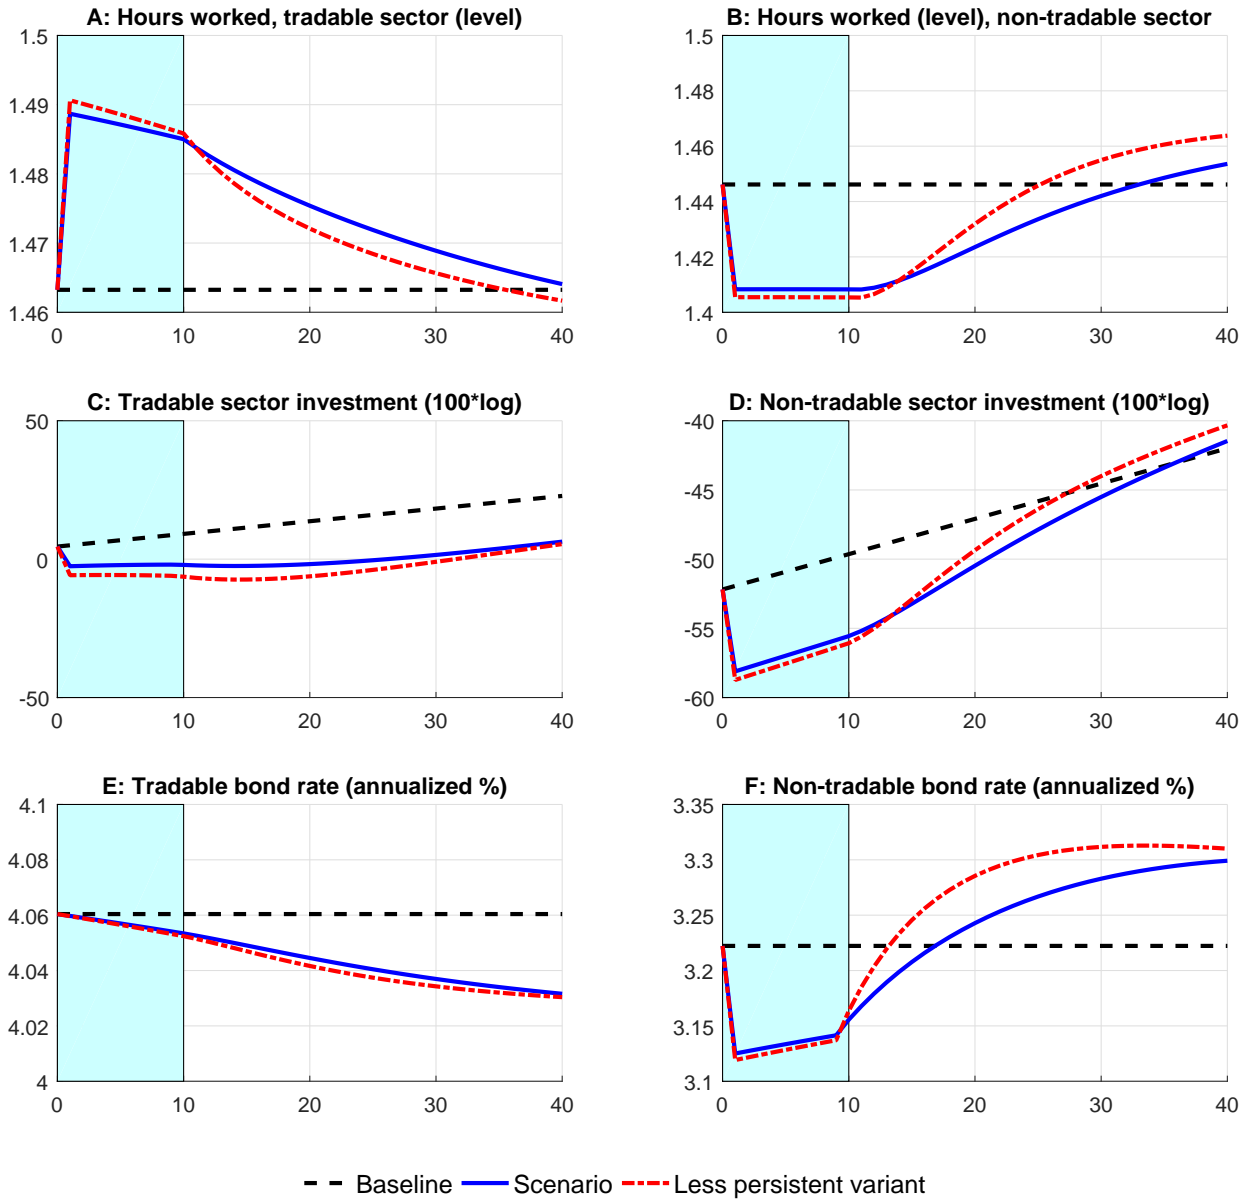 A: Hours worked, tradable sector (level)
1.5
1.49
1.48
1.47
1.46
0 10 20 30 40
B: Hours worked (level), non-tradable sector
1.5
1.48
1.46
1.44
1.42
1.4
0 10 20 30 40
C: Tradable sector investment (100*log)
50
0
-50
0 10 20 30 40
D: Non-tradable sector investment (100*log)
-40
-45
-50
-55
-60
0 10 20 30 40
E: Tradable bond rate (annualized %)
4.1
4.08
4.06
4.04
4.02
4
0 10 20 30 40
F: Non-tradable bond rate (annualized %)
3.35
3.3
3.25
3.2
3.15
3.1
0 10 20 30 40
Baseline Scenario Less persistent variant